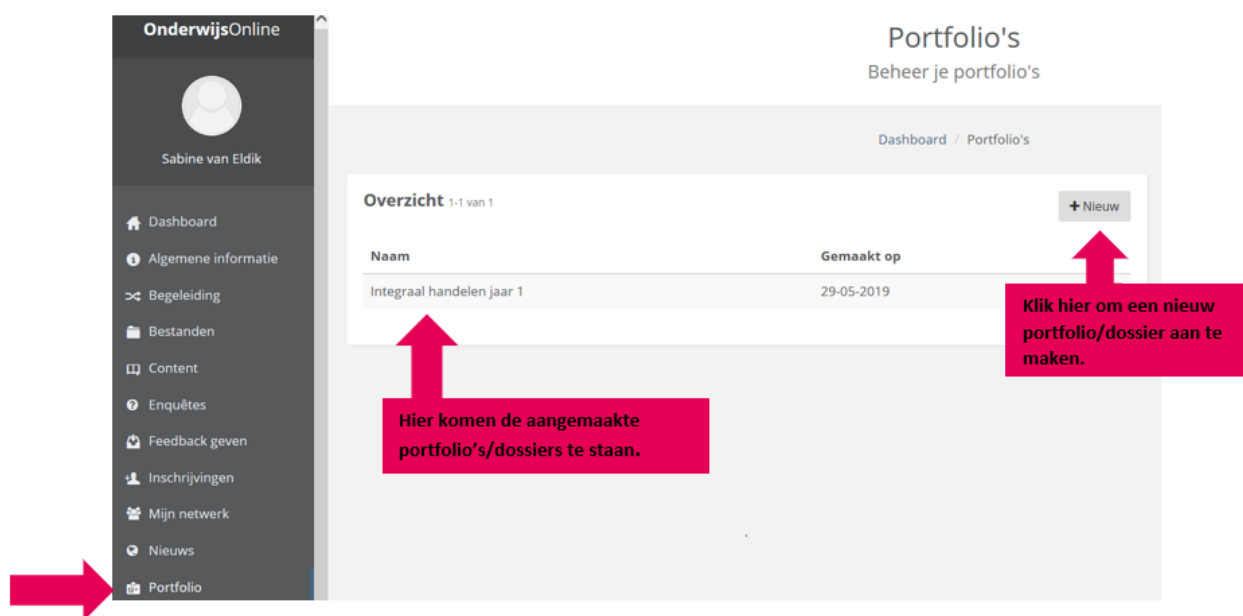 OnderwijsOnline
Sabine van Eldik
Dashboard
Algemene informatie
Begeleiding
Bestanden
Content
Enquêtes
Feedback geven
Inschrijvingen
Mijn netwerk
Nieuws
Portfolio
Portfolio's
Beheer je portfolio's
Dashboard / Portfolio's
Overzicht 1-1 van 1
+ Nieuw
Naam Gemaakt op
Integraal handelen jaar 1 29-05-2019
Klik hier om een nieuw
portfolio/dossier aan te
maken.
Hier komen de aangemaakte
portfolio’s/dossiers te staan.